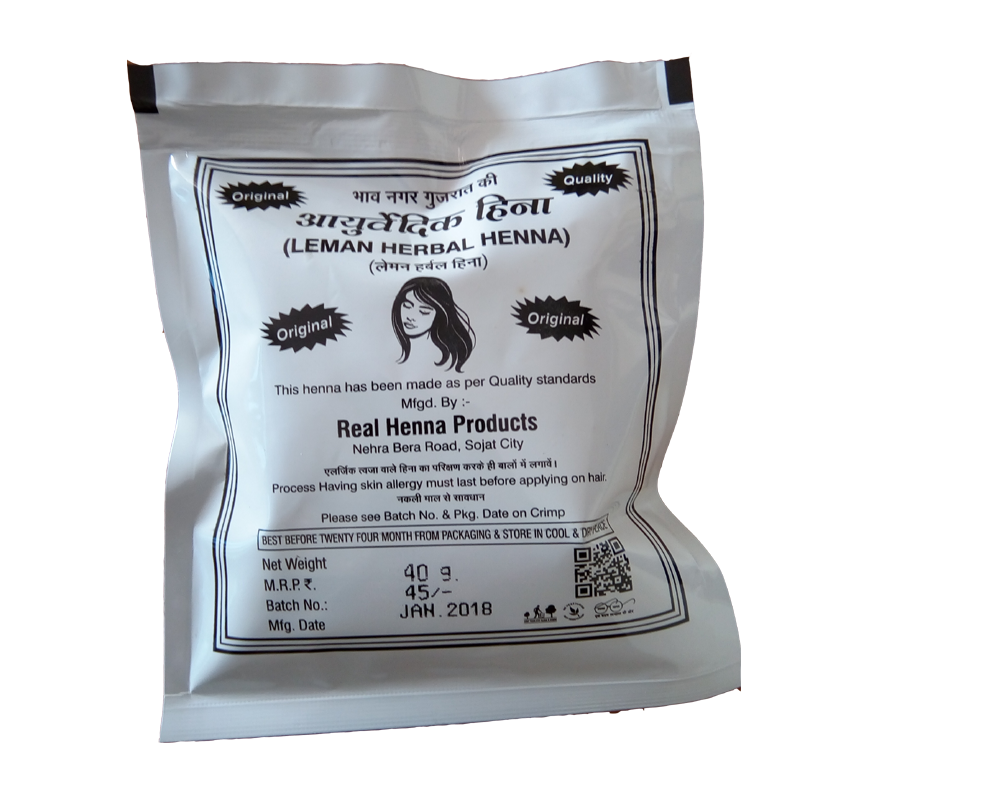 Original
Quality
भाव नगर गुजरात की
आयुर्वेदिक हिना
(LEMAN HERBAL HENNA)
(लेमन हर्बल हिना)
Original
Original
This henna has been made as per Quality standards
Mfgd. By :-
Real Henna Products
Nehra Bera Road, Sojat City
एलर्जिक त्वजा वाले हिना का परिक्षण करके ही बालों में लगावें।
Process Having skin allergy must last before applying on hair.
नकली माल से सावधान
Please see Batch No. & Pkg. Date on Crimp
BEST BEFORE TWENTY FOUR MONTH FROM PACKAGING & STORE IN COOL &
Net Weight 40 g.
M.R.P. ₹. 45/-
Batch No.: JAN.2018
Mfg. Date